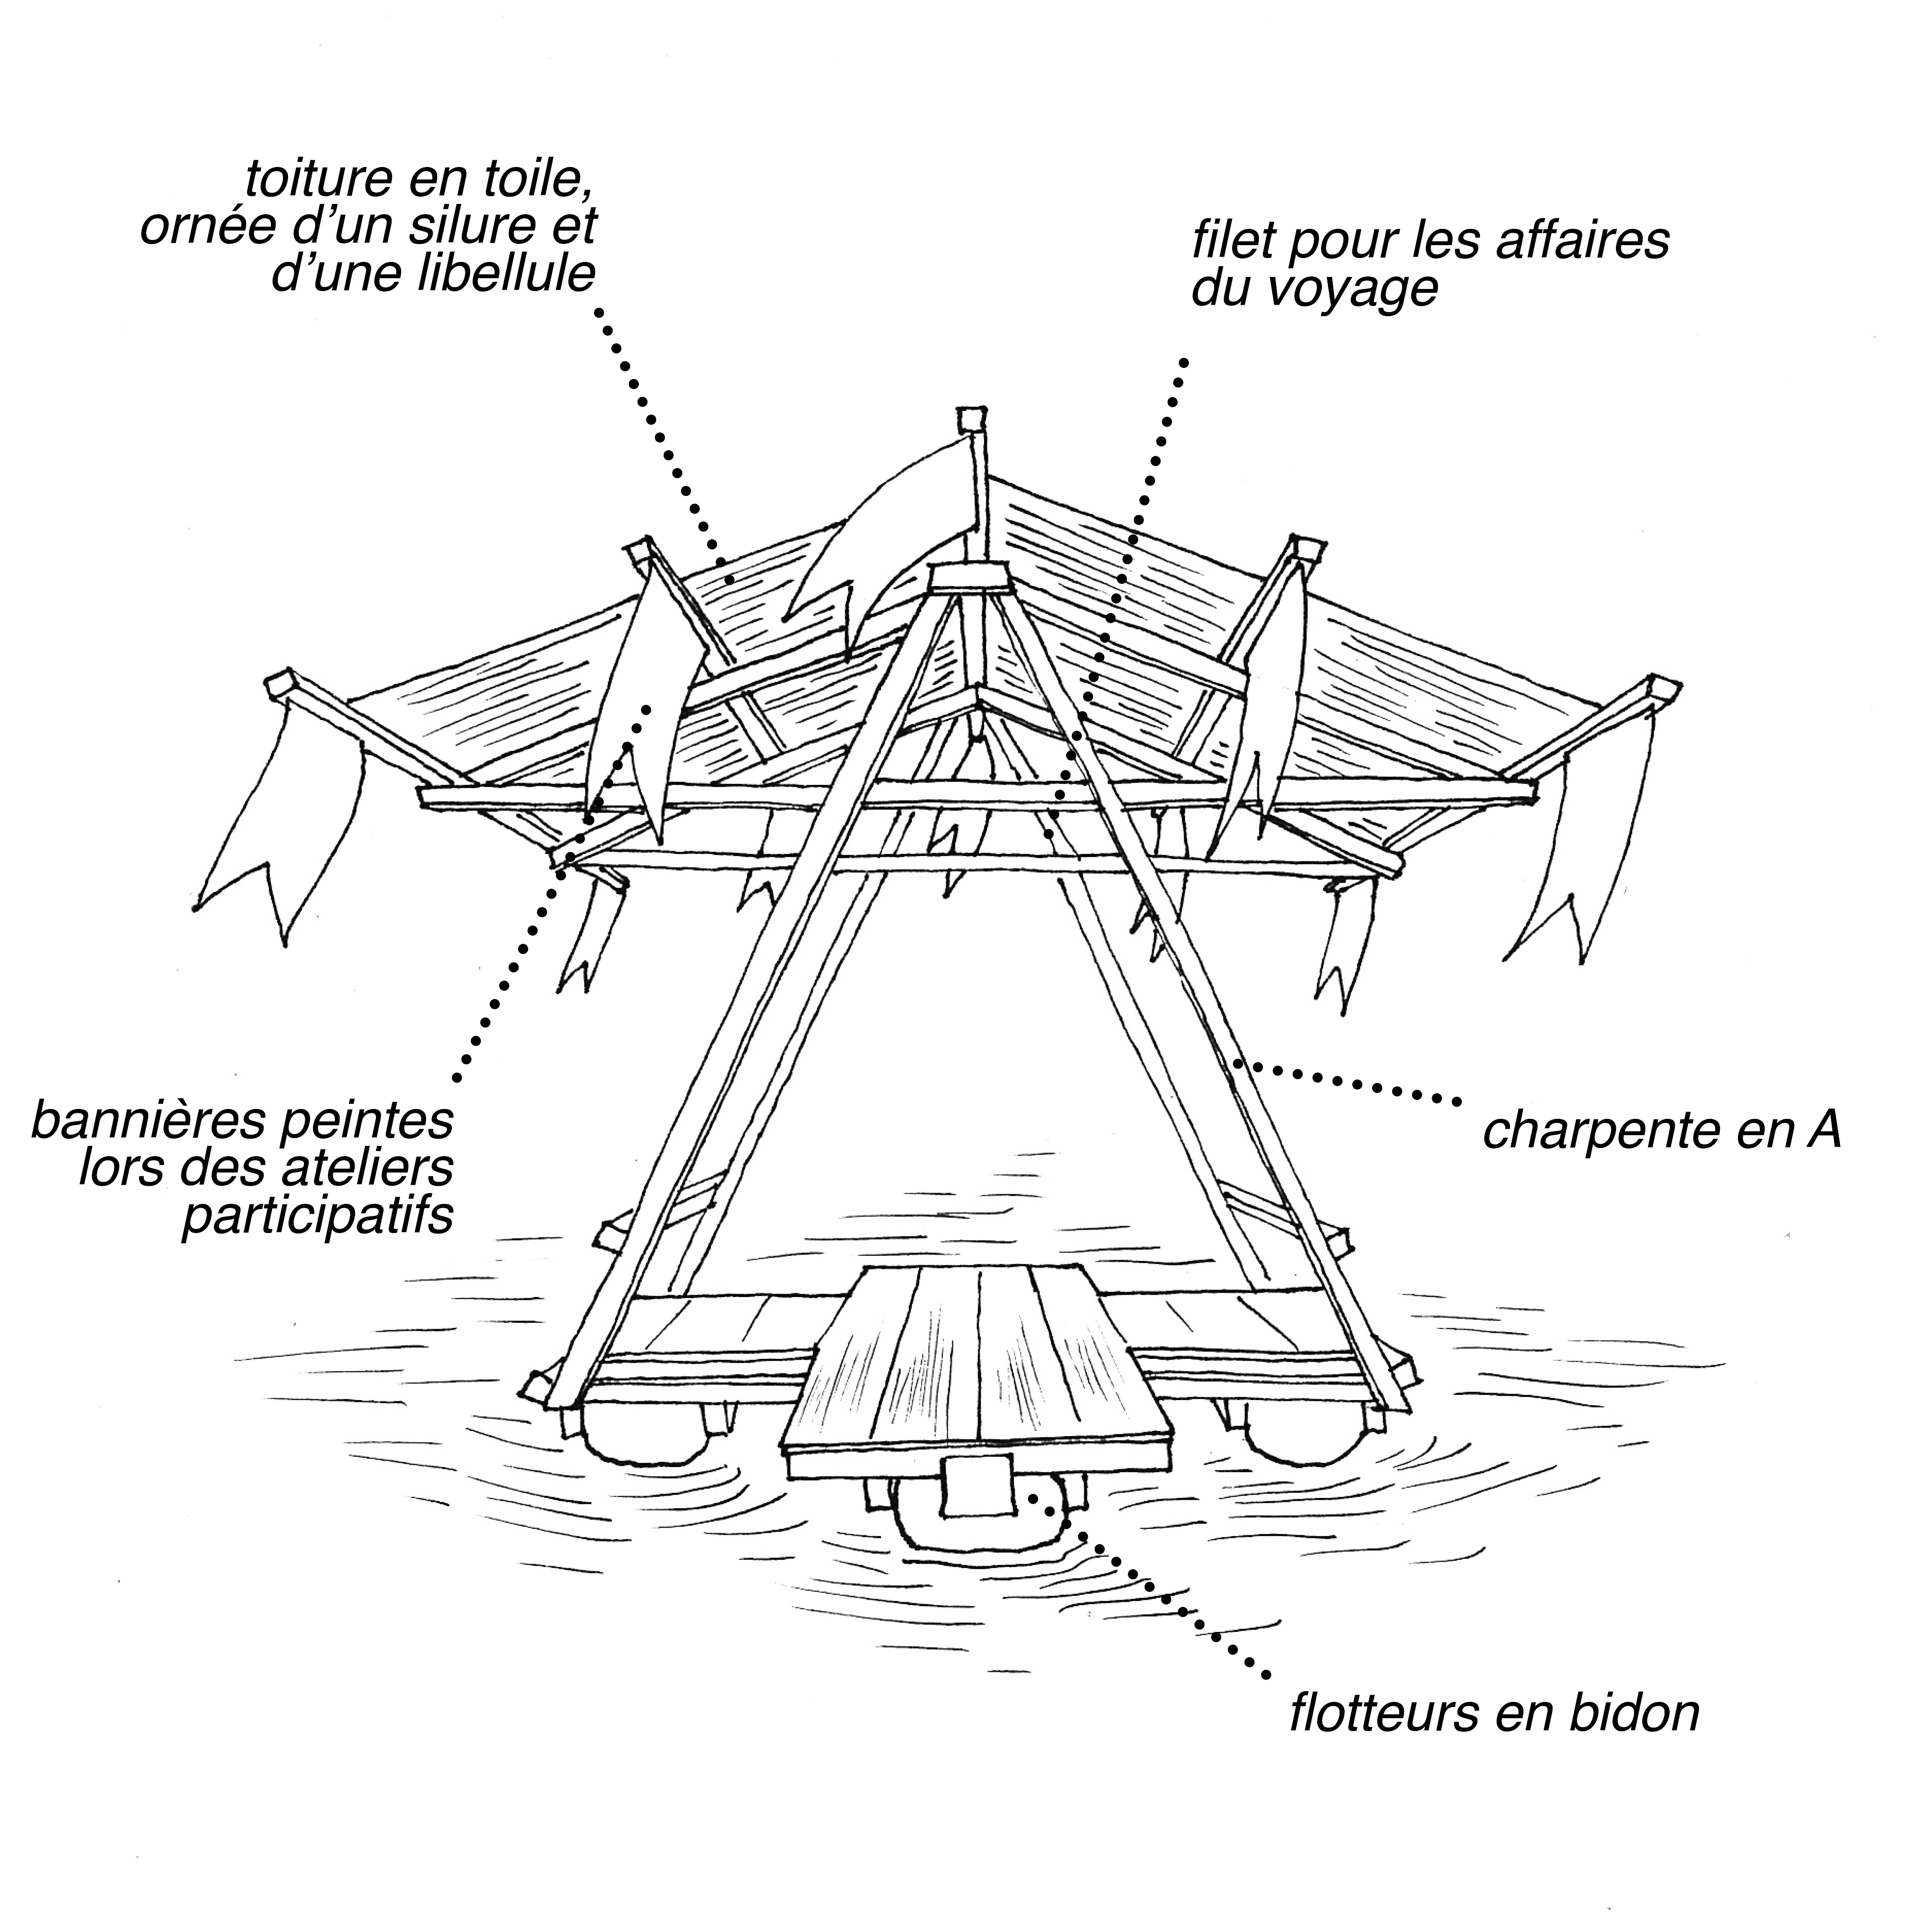 toiture en toile,
ornée d’un silure et
d’une libellule
filet pour les affaires
du voyage
bannières peintes
lors des ateliers
participatifs
charpente en A
flotteurs en bidon